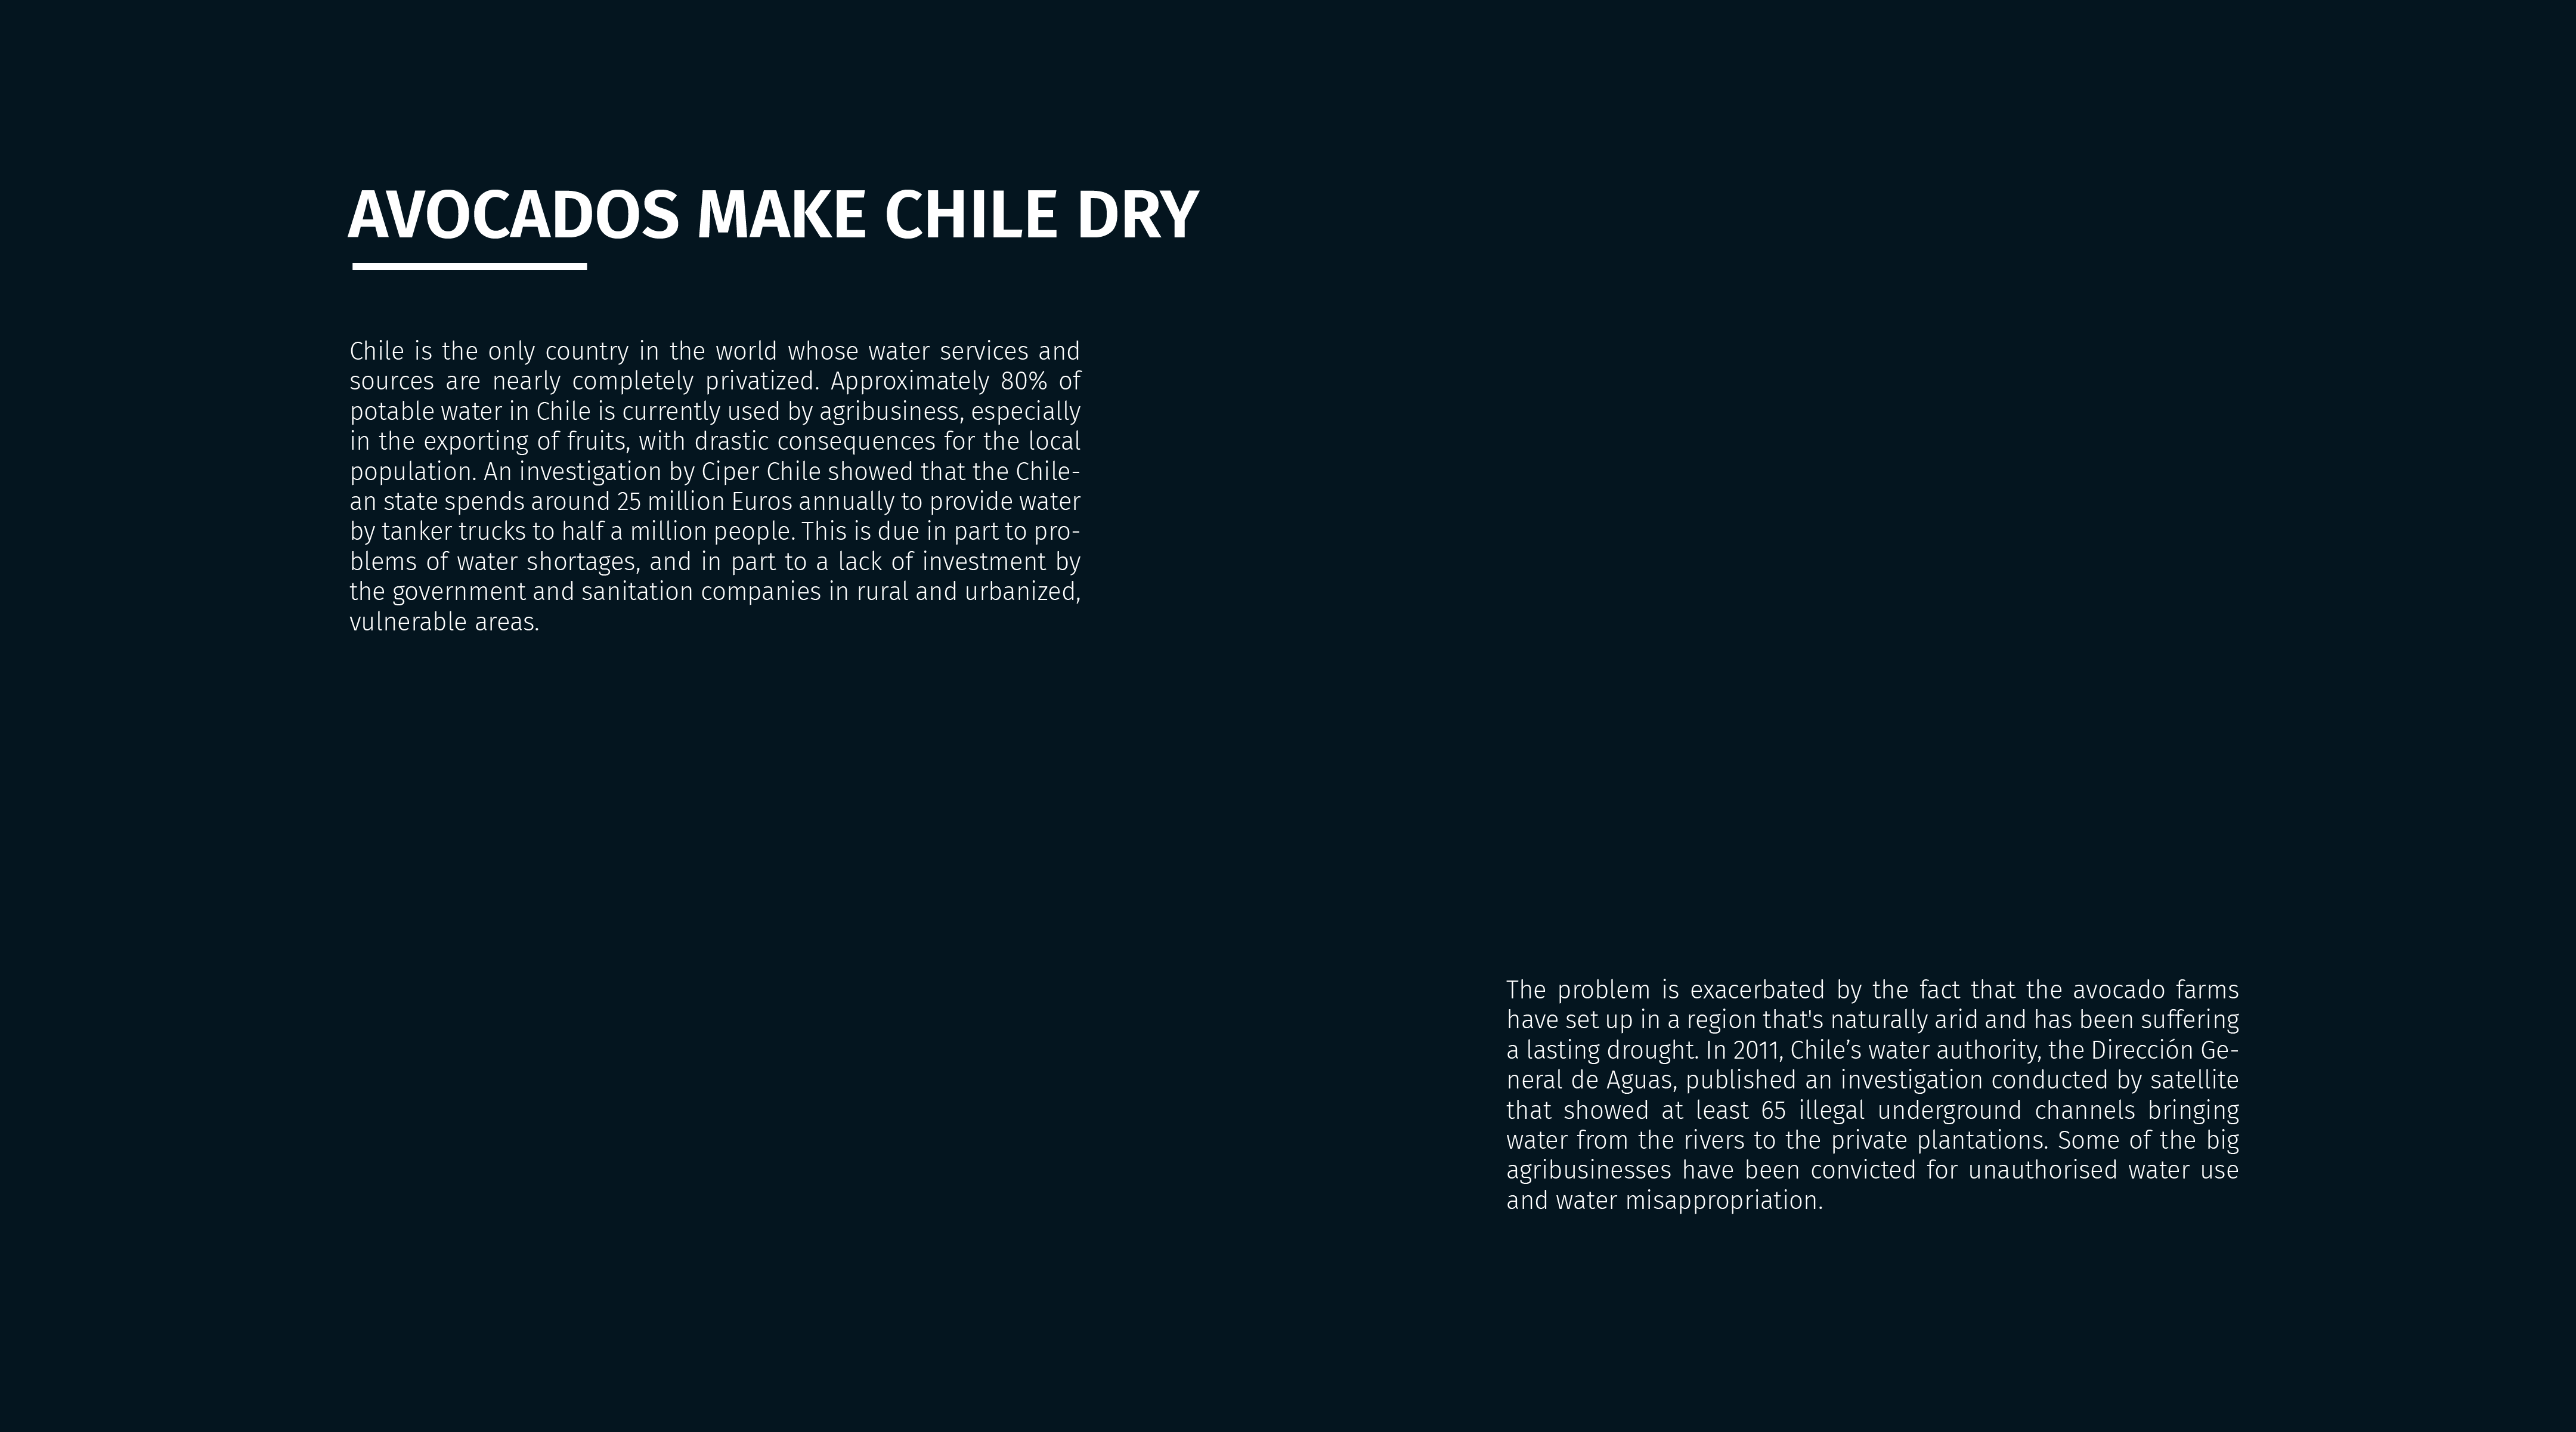 AVOCADOS MAKE CHILE DRY
Chile is the only country in the world whose water services and
sources are nearly completely privatized. Approximately 80% of
potable water in Chile is currently used by agribusiness, especially
in the exporting of fruits, with drastic consequences for the local
population. An investigation by Ciper Chile showed that the Chile-
an state spends around 25 million Euros annually to provide water
by tanker trucks to half a million people. This is due in part to pro-
blems of water shortages, and in part to a lack of investment by
the government and sanitation companies in rural and urbanized,
vulnerable areas.
The problem is exacerbated by the fact that the avocado farms
have set up in a region that's naturally arid and has been suffering
a lasting drought. In 2011, Chile’s water authority, the Dirección Ge-
neral de Aguas, published an investigation conducted by satellite
that showed at least 65 illegal underground channels bringing
water from the rivers to the private plantations. Some of the big
agribusinesses have been convicted for unauthorised water use
and water misappropriation.